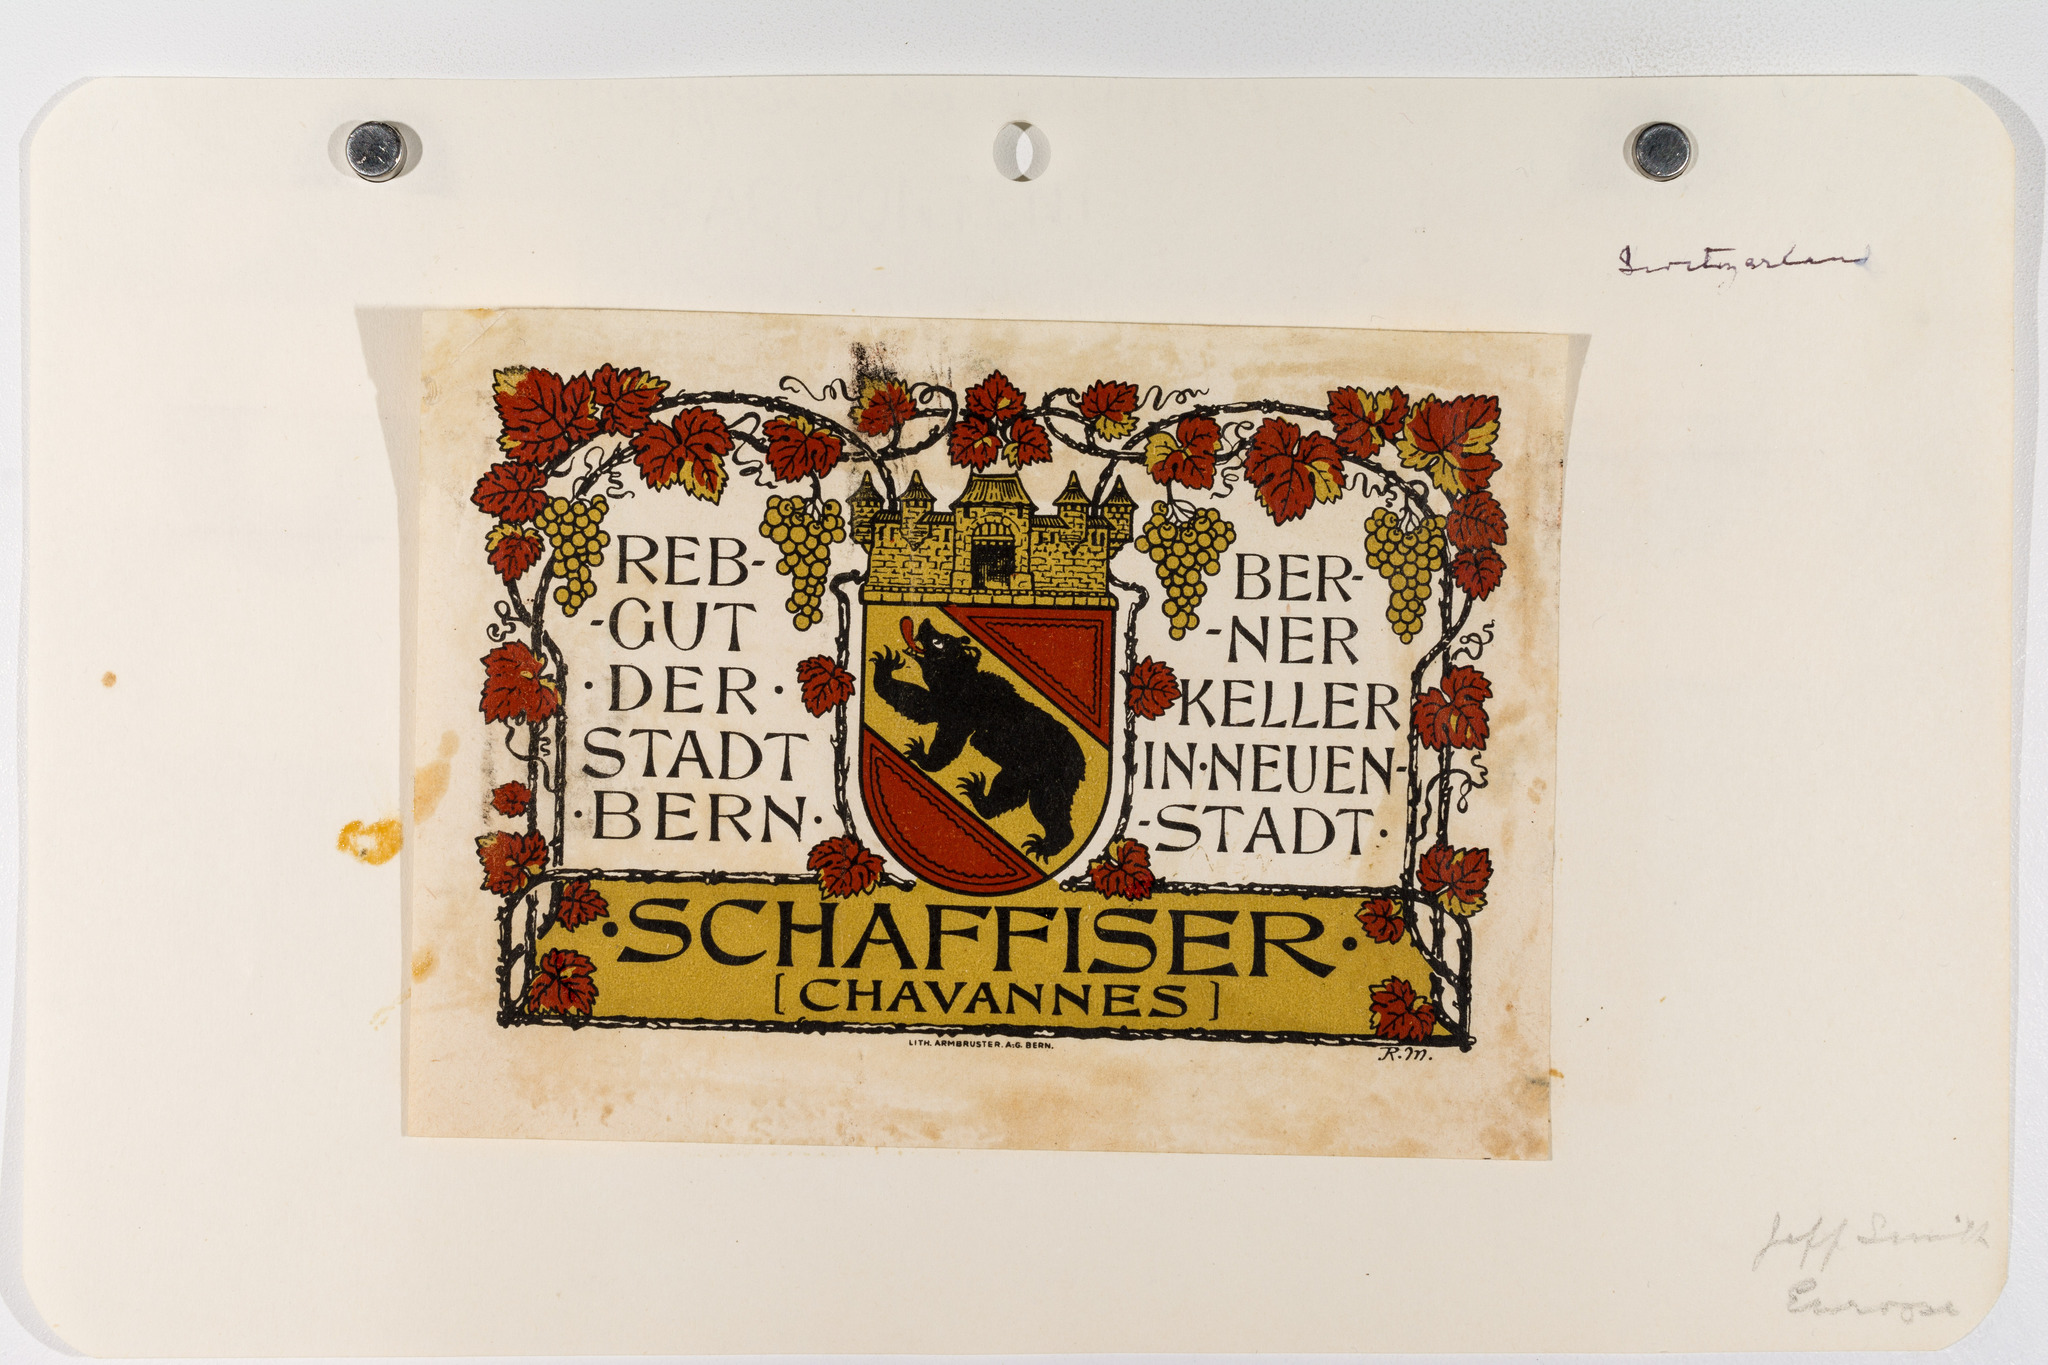 Switzerland
REB-
-GUT
·DER·
STADT
·BERN·
BER-
-NER
KELLER
IN·NEUEN-
-STADT·
·SCHAFFISER·
[CHAVANNES]
LITH. ARMBRUSTER. A.G. BERN.
R.M.
Jeff Smith
Europe